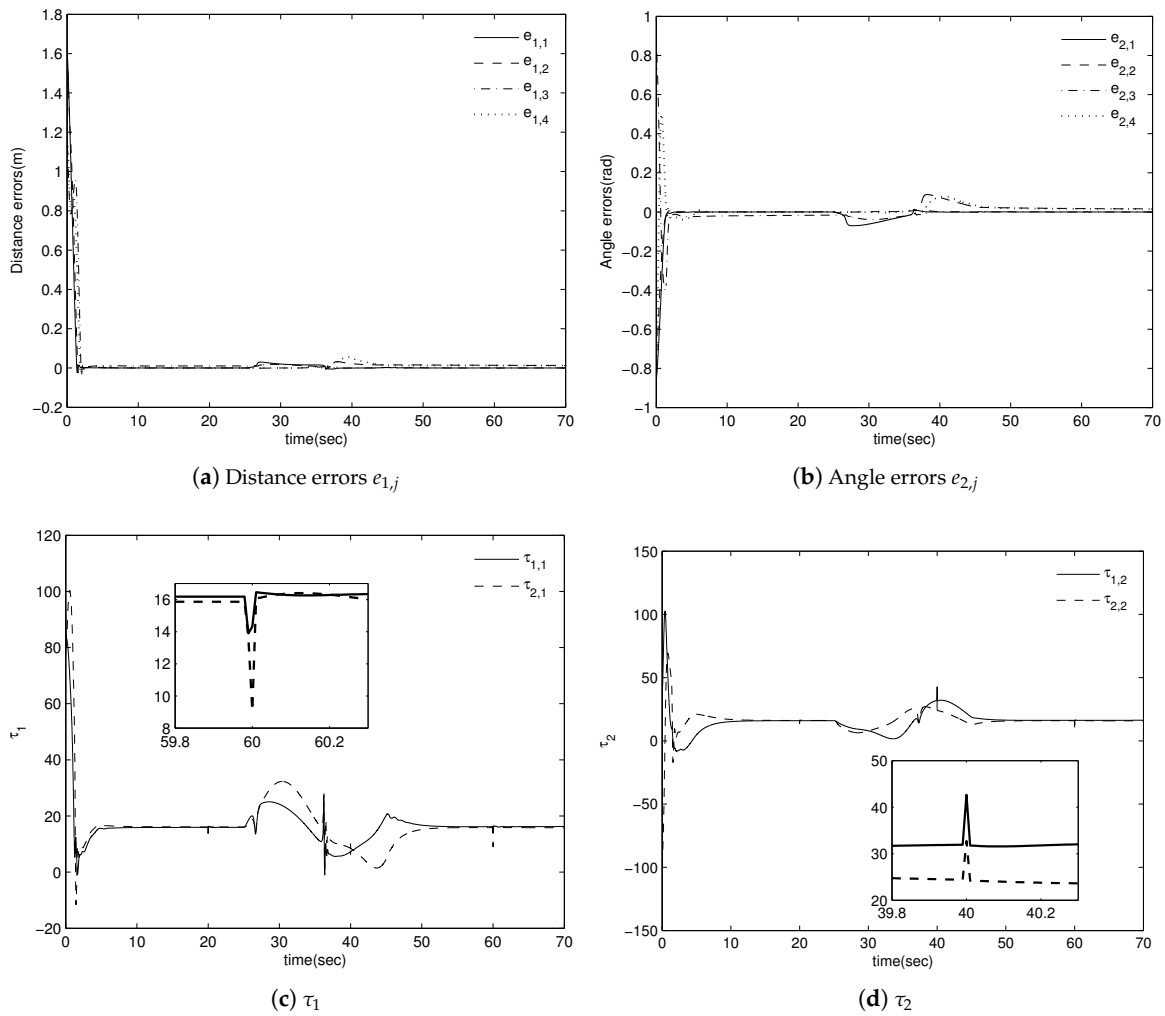 1.8
1.6
1.4
1.2
1
0.8
0.6
0.4
0.2
0
−0.2
Distance errors(m)
e1,1
e1,2
e1,3
e1,4
0 10 20 30 40 50 60 70
time(sec)
(a) Distance errors e1,j
1
0.8
0.6
0.4
0.2
0
−0.2
−0.4
−0.6
−0.8
−1
Angle errors(rad)
e2,1
e2,2
e2,3
e2,4
0 10 20 30 40 50 60 70
time(sec)
(b) Angle errors e2,j
120
100
80
60
40
20
0
−20
τ1
τ1,1
τ2,1
16
14
12
10
8
59.8 60 60.2
0 10 20 30 40 50 60 70
time(sec)
(c) τ1
150
100
50
0
−50
−100
−150
τ2
τ1,2
τ2,2
50
40
30
20
39.8 40 40.2
0 10 20 30 40 50 60 70
time(sec)
(d) τ2